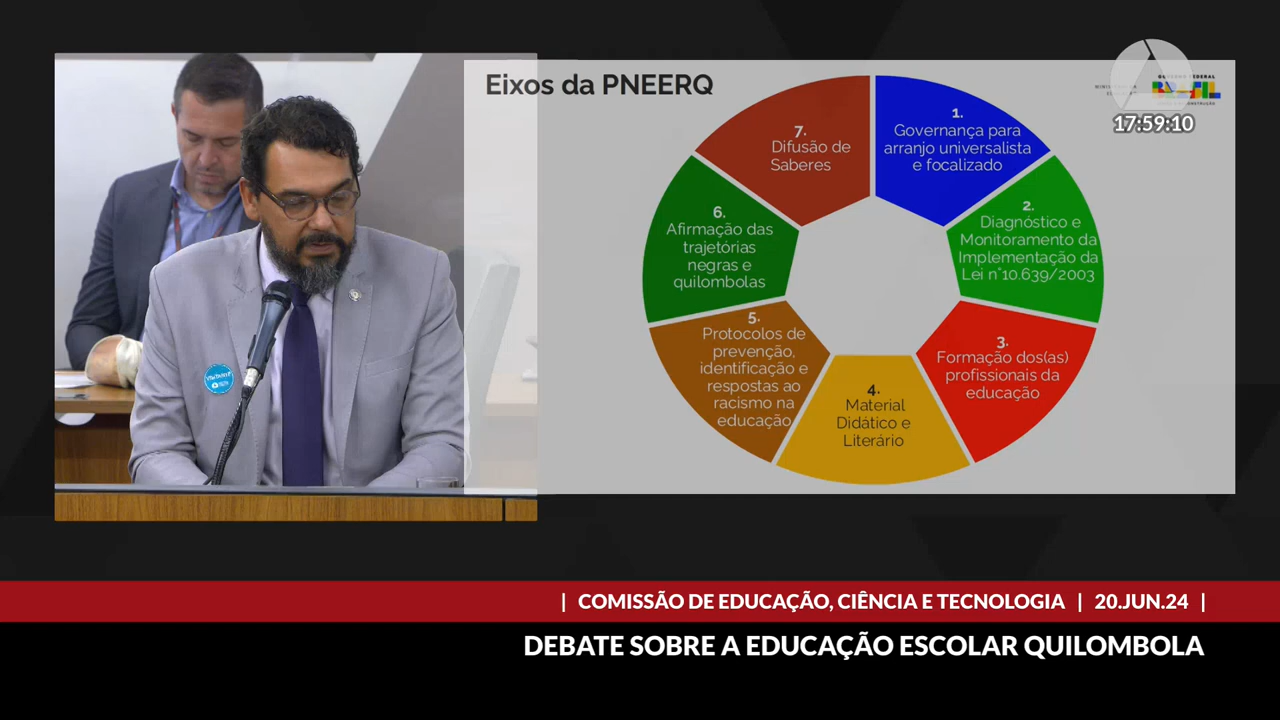 Eixos da PNEERQ
1.
Governança para
arranjo universalista
e focalizado
2.
Diagnóstico e
Monitoramento da
Implementação da
Lei n°10.639/2003
3.
Formação dos(as)
profissionais da
educação
4.
Material
Didático e
Literário
5.
Protocolos de
prevenção,
identificação e
respostas ao
racismo na
educação
6.
Afirmação das
trajetórias
negras e
quilombolas
7.
Difusão de
Saberes
BRASIL
17:59:10
| COMISSÃO DE EDUCAÇÃO, CIÊNCIA E TECNOLOGIA | 20.JUN.24 |
DEBATE SOBRE A EDUCAÇÃO ESCOLAR QUILOMBOLA